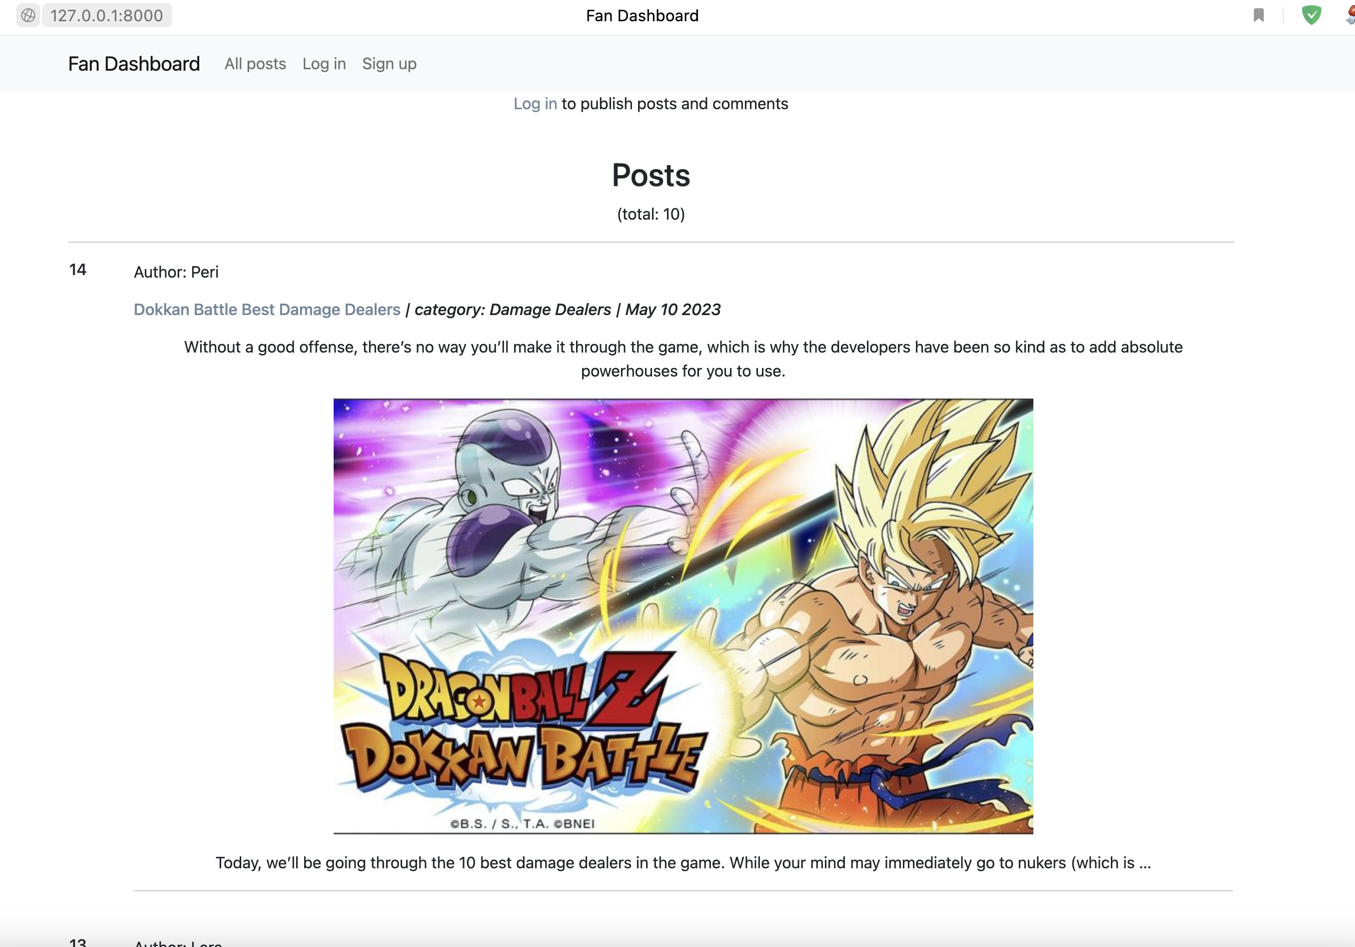 127.0.0.1:8000
Fan Dashboard
Fan Dashboard All posts Log in Sign up
Log in to publish posts and comments
Posts
(total: 10)
14
Author: Peri
Dokkan Battle Best Damage Dealers | category: Damage Dealers | May 10 2023
Without a good offense, there’s no way you’ll make it through the game, which is why the developers have been so kind as to add absolute
powerhouses for you to use.
DRAGON BALL Z
DOKKAN BATTLE
©B.S. / S., T.A. ©BNEI
Today, we’ll be going through the 10 best damage dealers in the game. While your mind may immediately go to nukers (which is ...
13
Author: Lora